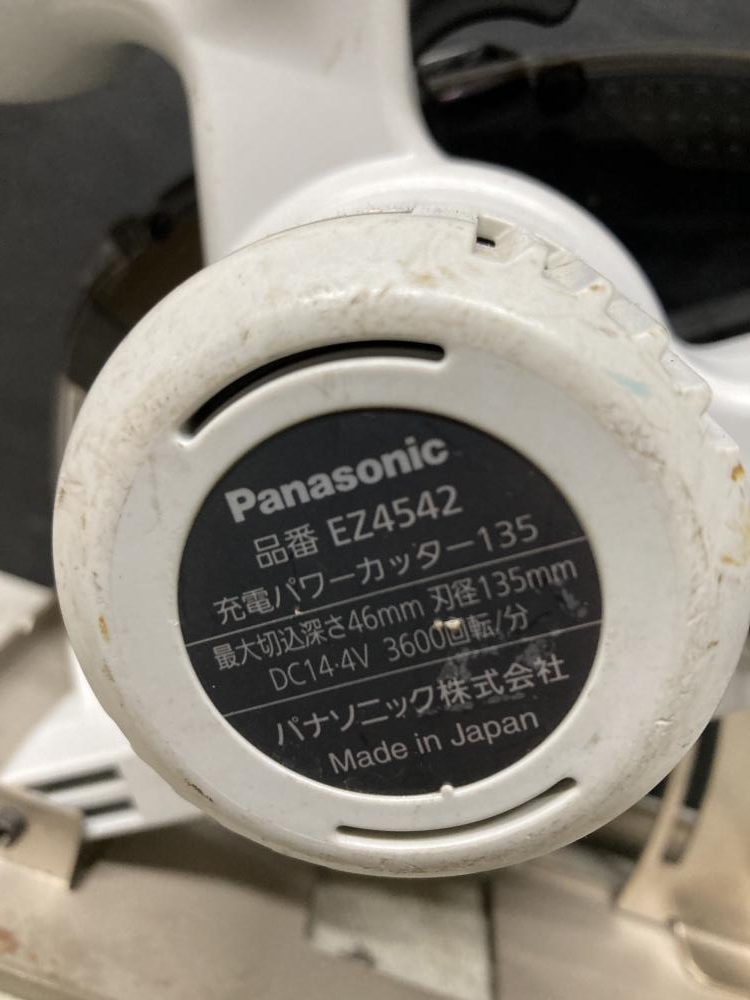 Panasonic
品番 EZ4542
充電パワーカッター135
最大切込深さ46mm 刃径135mm
DC14.4V 3600回転/分
パナソニック株式会社
Made in Japan